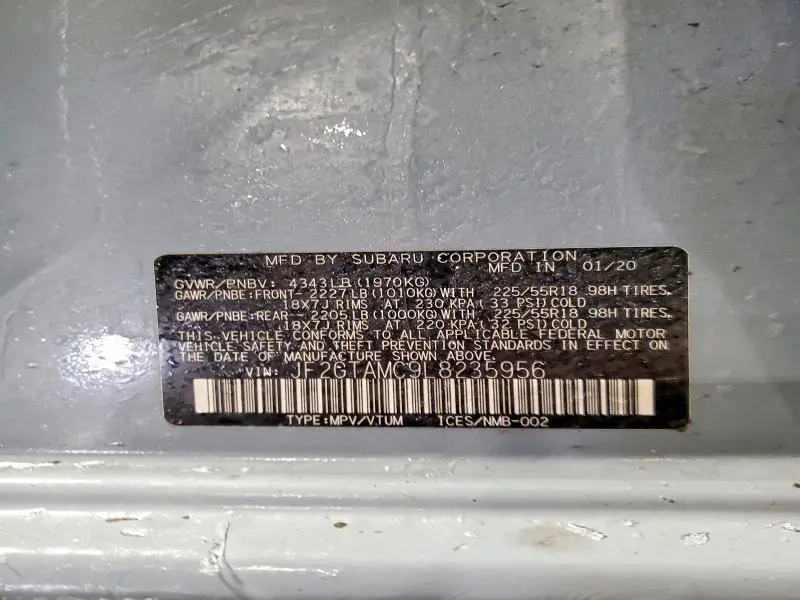 MFD BY SUBARU CORPORATION
MFD IN 01/20
GVWR/PNBV: 4343LB (1970KG)
GAWR/PNBE:FRONT- 2227LB (1010KG) WITH 225/55R18 98H TIRES.
18X7J RIMS AT 230 KPA( 33 PSI) COLD
GAWR/PNBE:REAR- 2205LB (1000KG) WITH 225/55R18 98H TIRES.
18X7J RIMS AT 220 KPA( 32 PSI) COLD
THIS VEHICLE CONFORMS TO ALL APPLICABLE FEDERAL MOTOR
VEHICLE SAFETY AND THEFT PREVENTION STANDARDS IN EFFECT ON
THE DATE OF MANUFACTURE SHOWN ABOVE.
VIN: JF2GTAMC9L8235956
TYPE:MPV/VTUM ICES/NMB-002